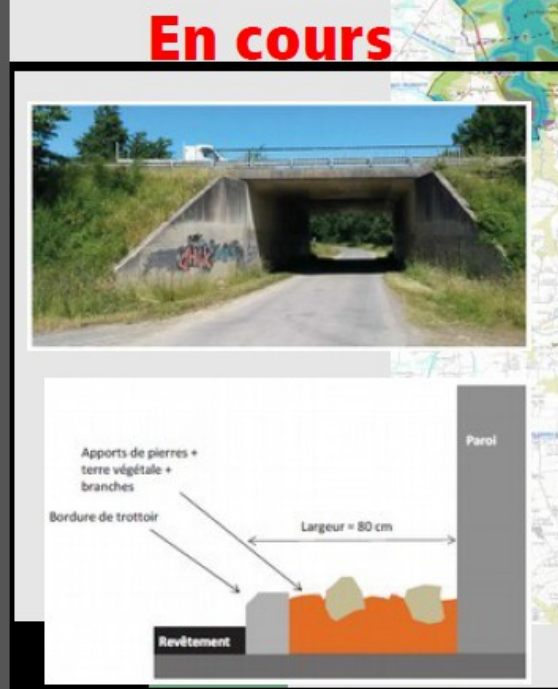 En cours
Apports de pierres +
terre végétale +
branches
Bordure de trottoir
Largeur = 80 cm
Paroi
Revêtement